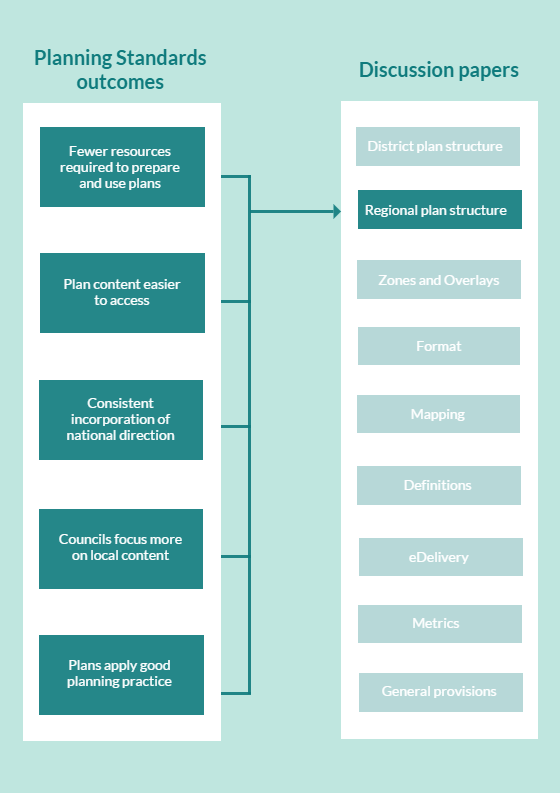 Planning Standards
outcomes
Fewer resources
required to prepare
and use plans
Plan content easier
to access
Consistent
incorporation of
national direction
Councils focus more
on local content
Plans apply good
planning practice
Discussion papers
District plan structure
Regional plan structure
Zones and Overlays
Format
Mapping
Definitions
eDelivery
Metrics
General provisions